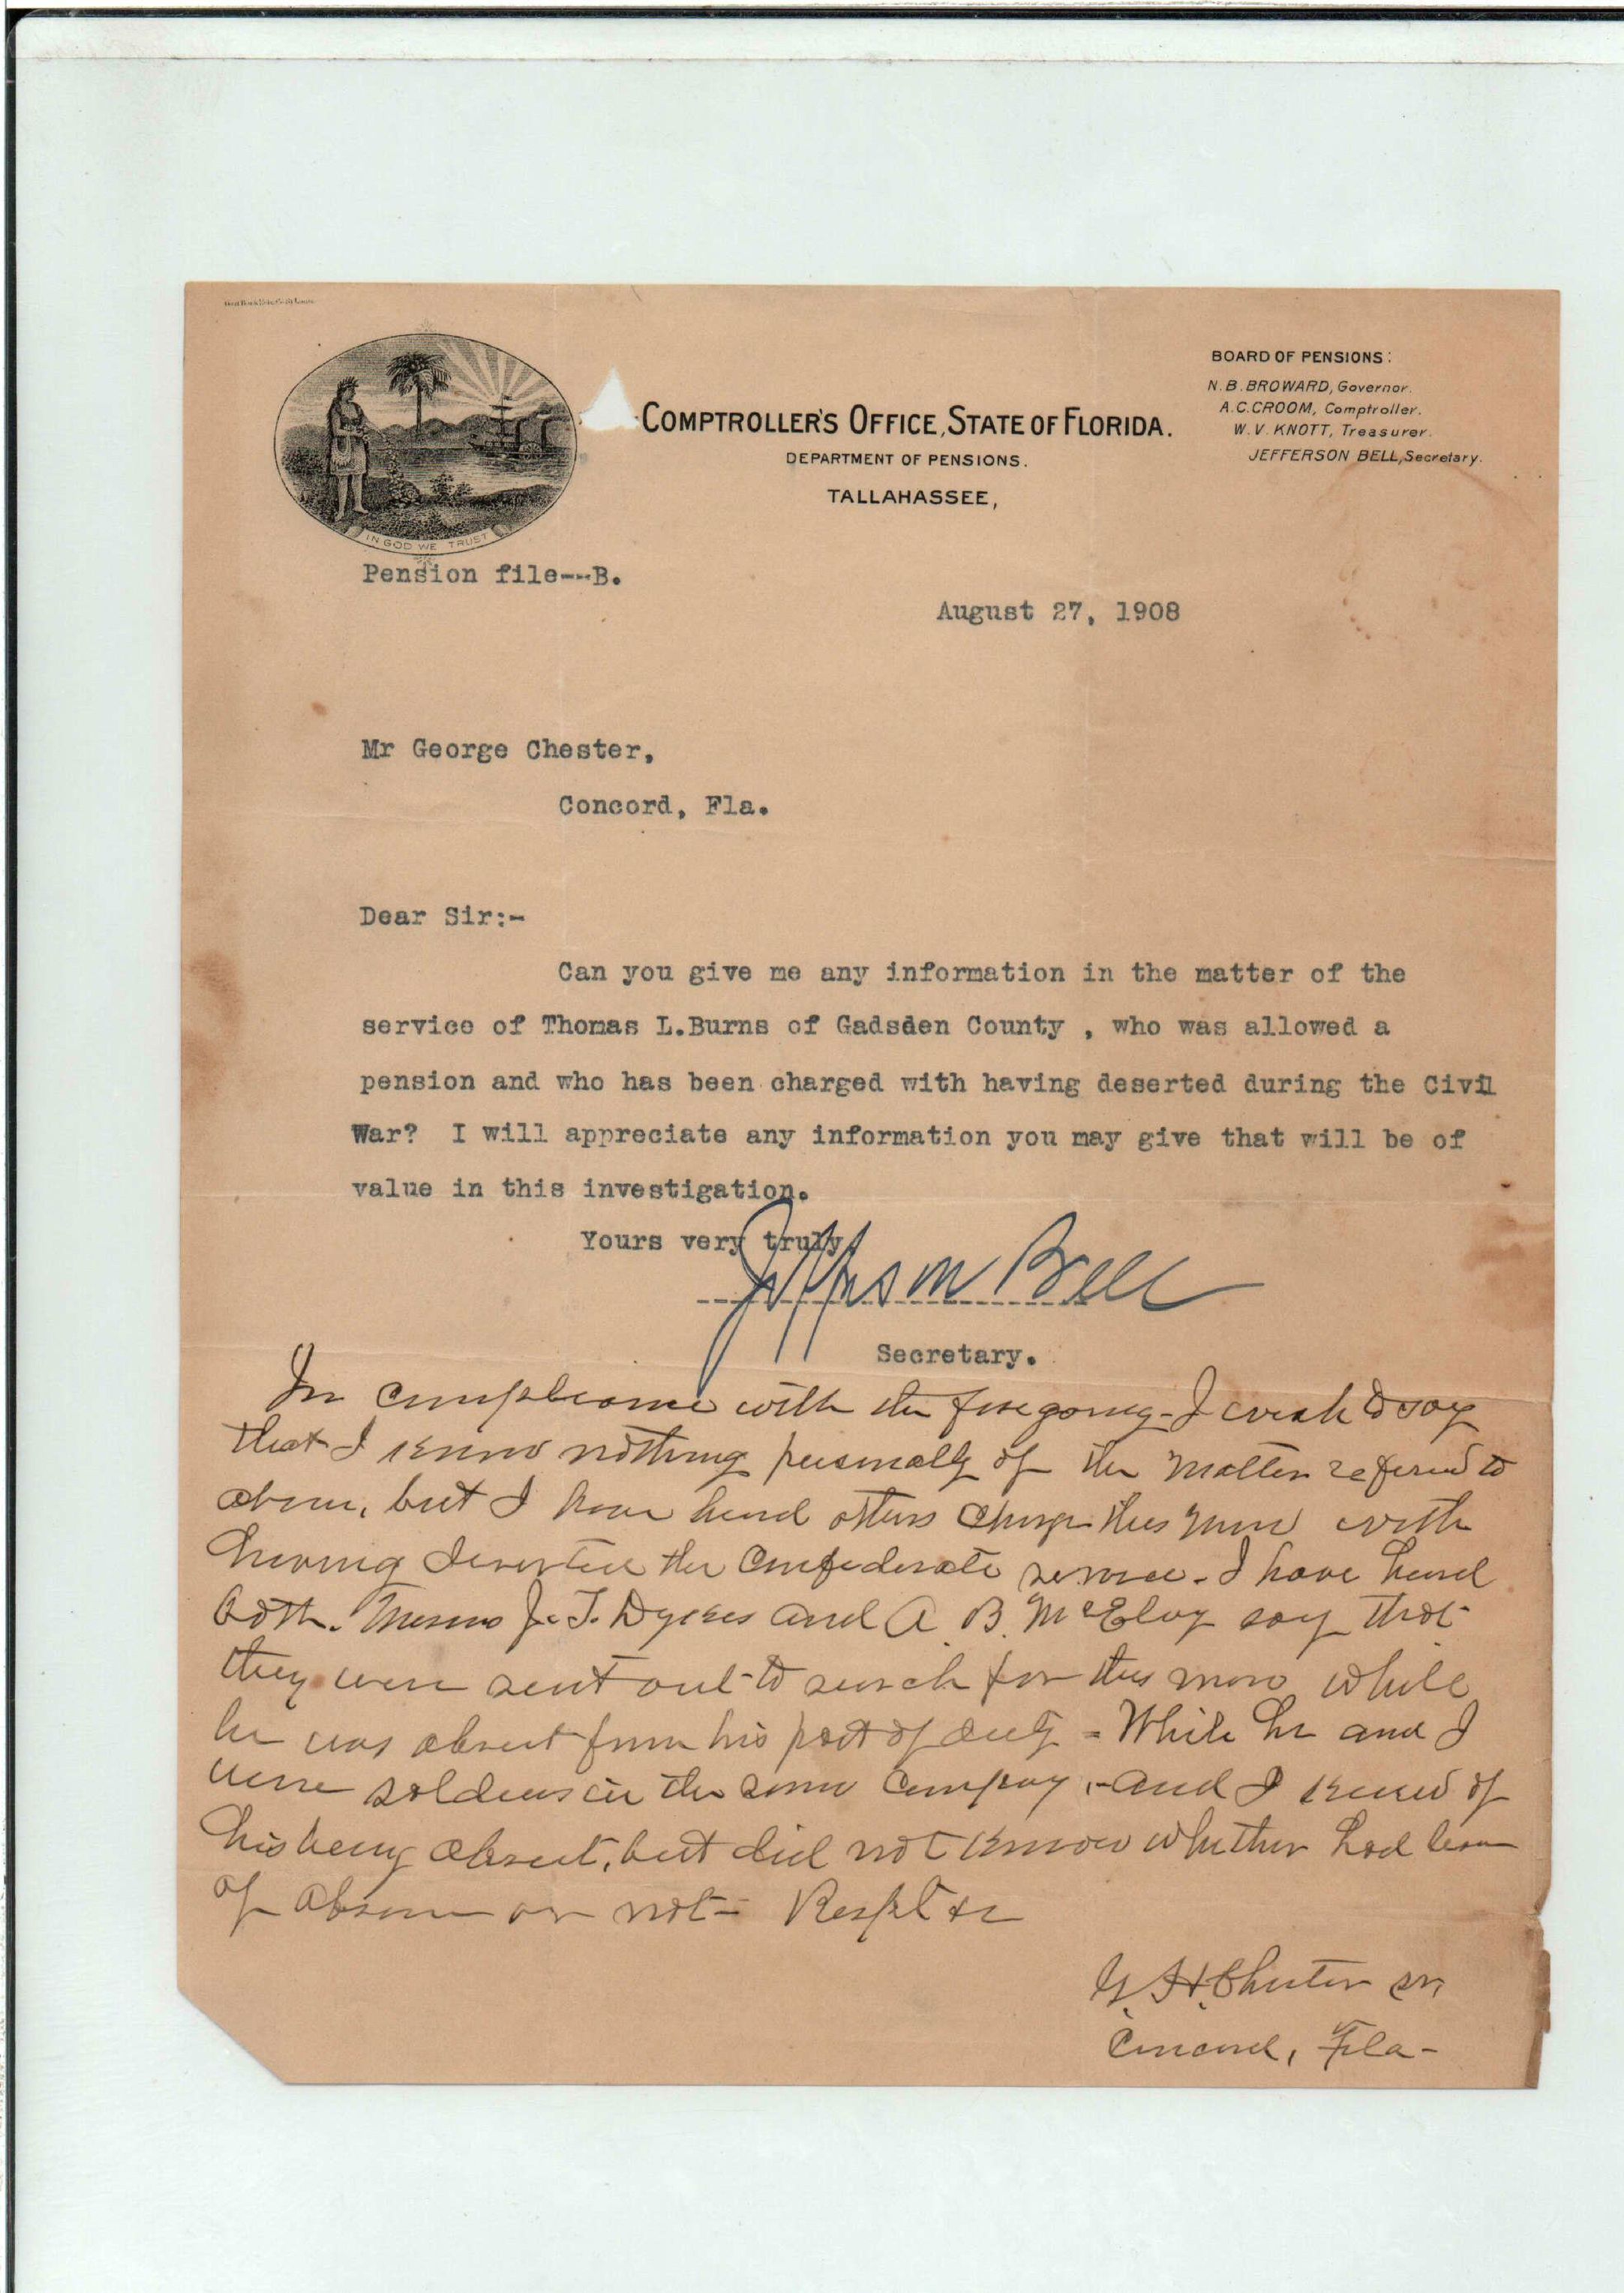 BOARD OF PENSIONS:
N. B. BROWARD, Governor.
A. C. CROOM, Comptroller.
W. V. KNOTT, Treasurer.
JEFFERSON BELL, Secretary.
COMPTROLLER'S OFFICE, STATE OF FLORIDA.
DEPARTMENT OF PENSIONS.
TALLAHASSEE,
IN GOD WE TRUST
Pension file---B.
August 27, 1908
Mr George Chester,
Concord, Fla.
Dear Sir:-
Can you give me any information in the matter of the
service of Thomas L.Burns of Gadsden County , who was allowed a
pension and who has been charged with having deserted during the Civil
War? I will appreciate any information you may give that will be of
value in this investigation.
Yours very truly
Jefferson Bell
Secretary.
In compliance with the foregoing - I wish to say
that I know nothing personally of the matter refered to
above, but I have heard others charge this man with
having deserted the Confederate service - I have heard
both. Messrs J. T. Dykes and A. B. McElvy say that
they were sent out to search for this man while
he was absent from his post of duty - While he and I
were soldiers in the same company, - and I knew of
his being absent, but did not know whether had leave
of absence or not - Respt &c
G. H. Chester Sr
Concord, Fla -